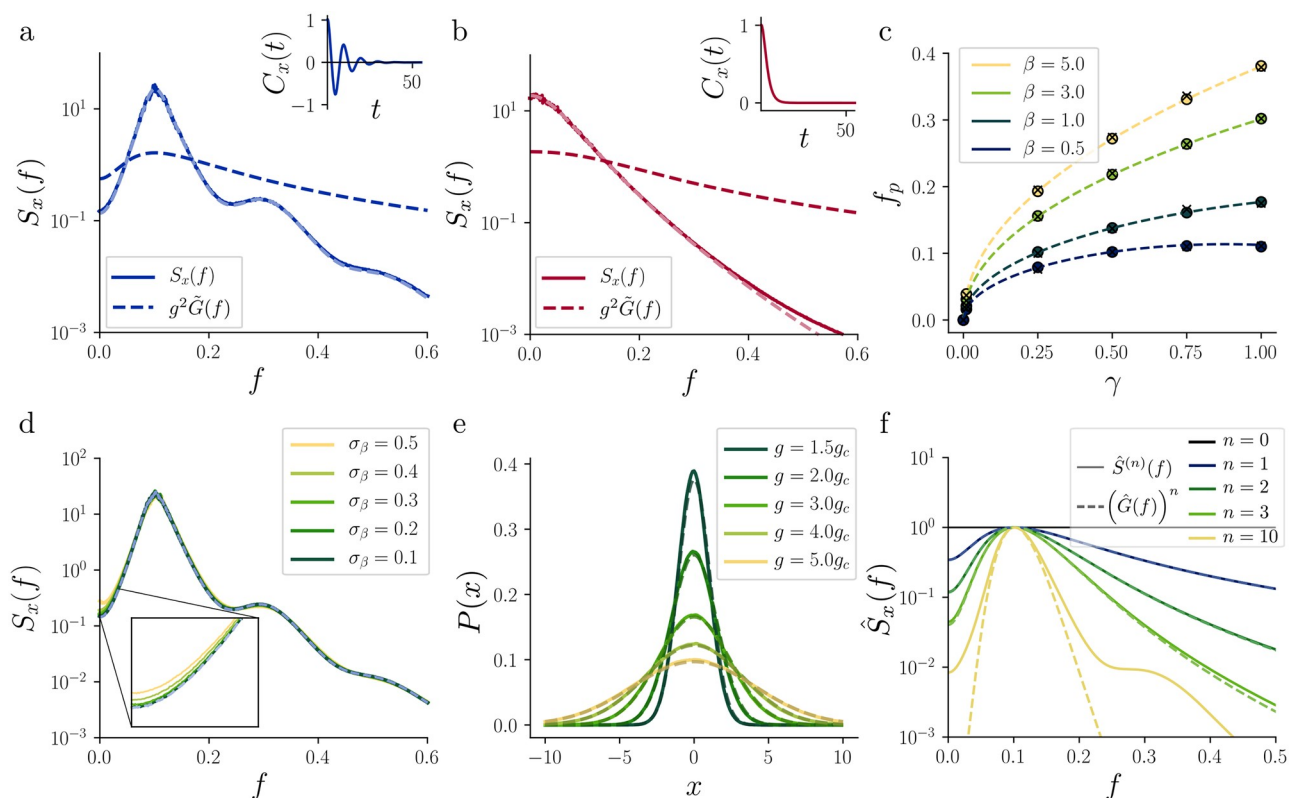 a
C_x(t)
1
0
−1
50
t
S_x(f)
10^1
10^−1
10^−3
0.0 0.2 0.4 0.6
f
S_x(f)
g^2 G̃(f)
b
C_x(t)
1
0
50
t
S_x(f)
10^1
10^−1
10^−3
0.0 0.2 0.4 0.6
f
S_x(f)
g^2 G̃(f)
c
f_p
0.4
0.3
0.2
0.1
0.0
0.00 0.25 0.50 0.75 1.00
γ
β = 5.0
β = 3.0
β = 1.0
β = 0.5
d
S_x(f)
10^2
10^1
10^0
10^−1
10^−2
10^−3
0.0 0.2 0.4 0.6
f
σ_β = 0.5
σ_β = 0.4
σ_β = 0.3
σ_β = 0.2
σ_β = 0.1
e
P(x)
0.4
0.3
0.2
0.1
0.0
−10 −5 0 5 10
x
g = 1.5g_c
g = 2.0g_c
g = 3.0g_c
g = 4.0g_c
g = 5.0g_c
f
Ŝ_x(f)
10^1
10^0
10^−1
10^−2
10^−3
0.0 0.1 0.2 0.3 0.4 0.5
f
Ŝ^(n)(f)
(Ĝ(f))^n
n = 0
n = 1
n = 2
n = 3
n = 10